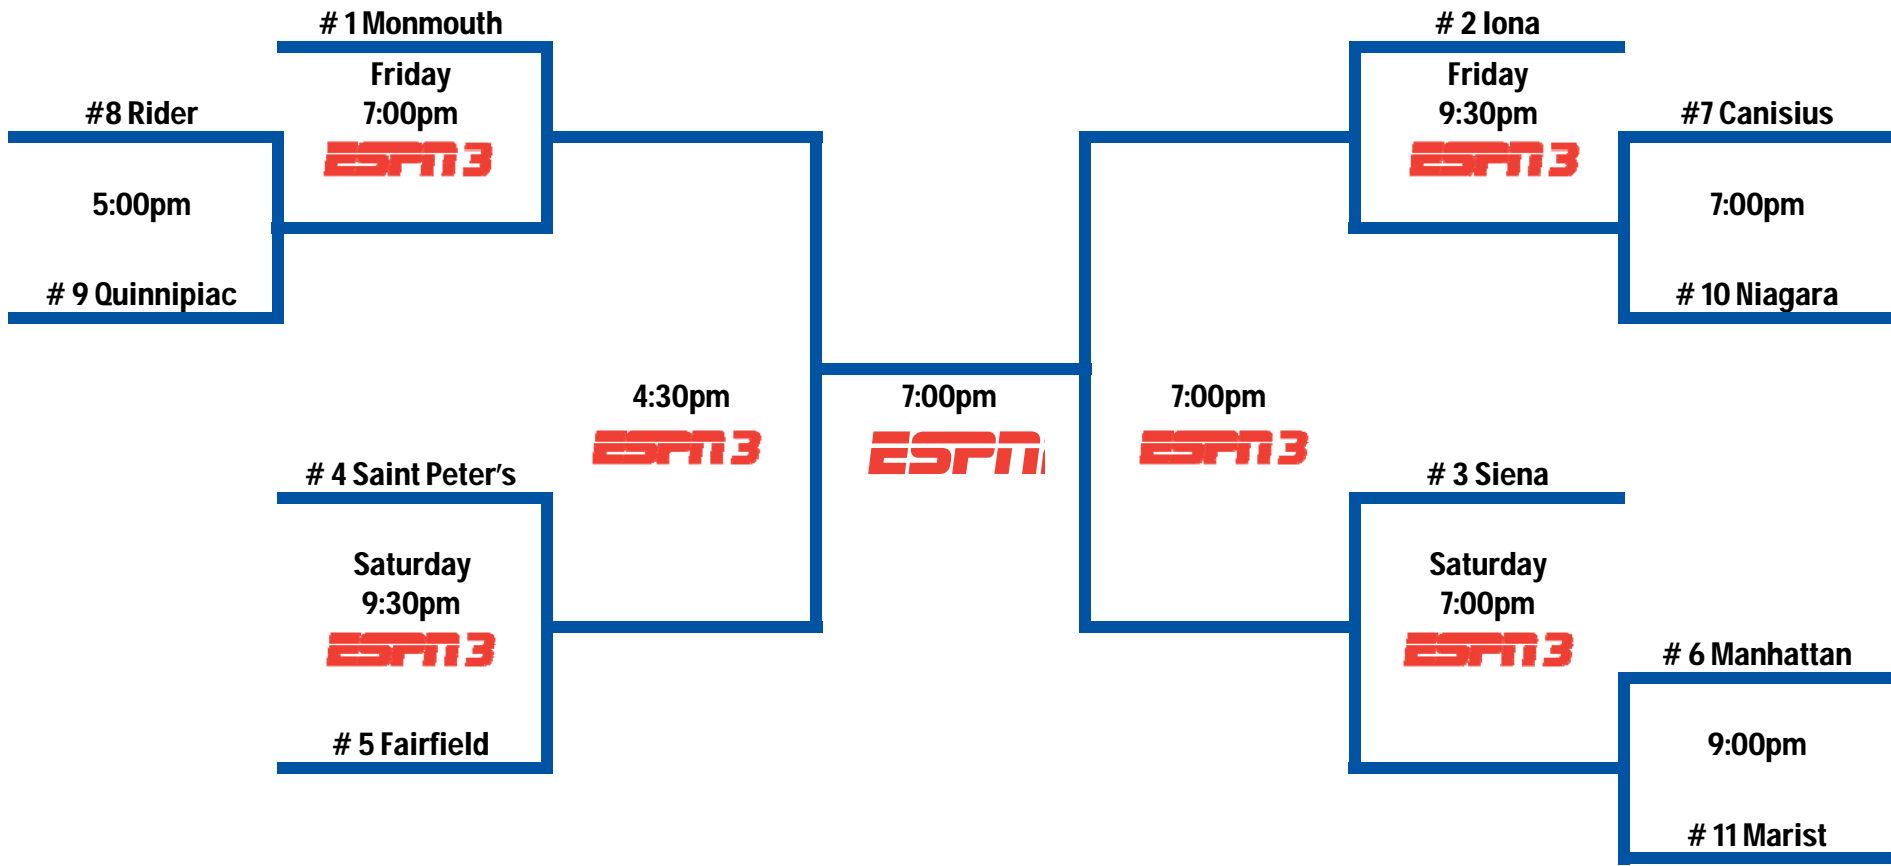 # 1 Monmouth
Friday
7:00pm
ESPN3
#8 Rider
5:00pm
# 9 Quinnipiac
4:30pm
ESPN3
# 4 Saint Peter's
Saturday
9:30pm
ESPN3
# 5 Fairfield
7:00pm
ESPN
# 2 Iona
Friday
9:30pm
ESPN3
#7 Canisius
7:00pm
# 10 Niagara
7:00pm
ESPN3
# 3 Siena
Saturday
7:00pm
ESPN3
# 6 Manhattan
9:00pm
# 11 Marist